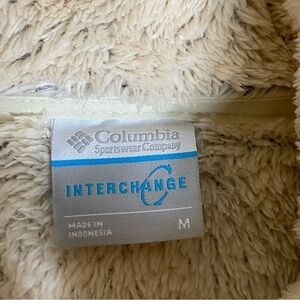 Columbia
Sportswear Company
INTERCHANGE
MADE IN
INDONESIA
M